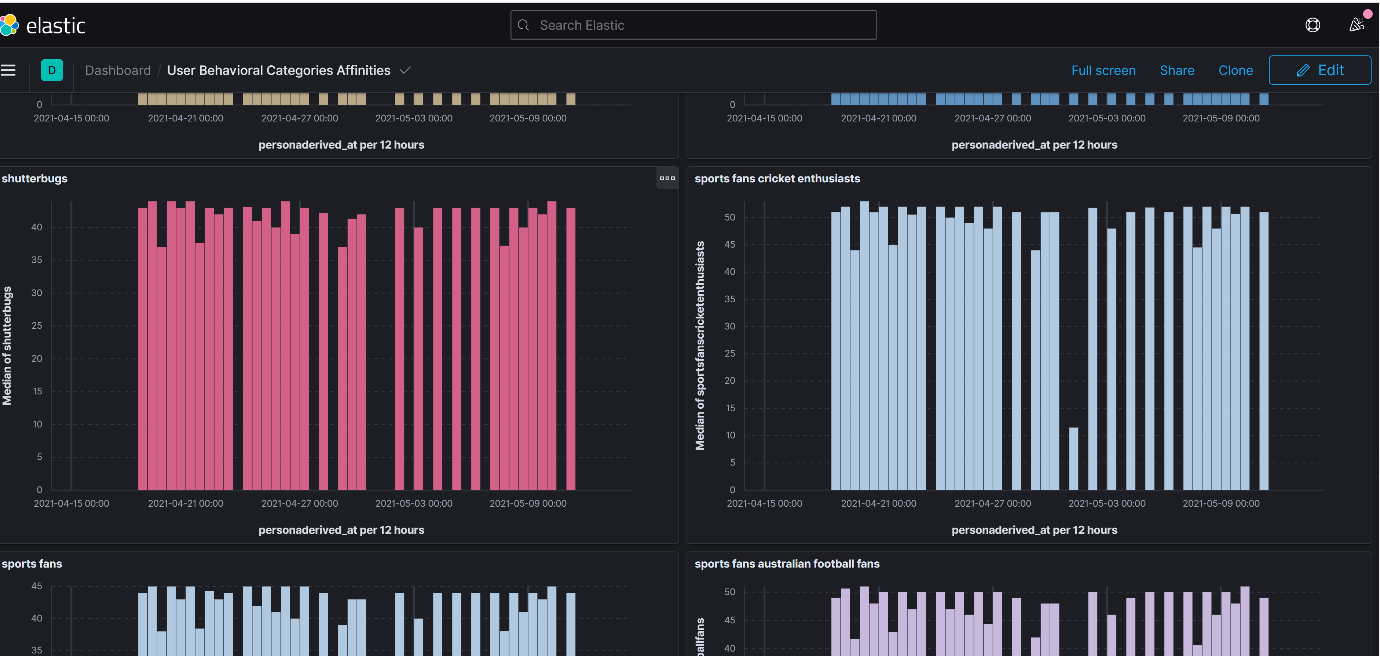 elastic
Search Elastic
D
Dashboard / User Behavioral Categories Affinities
Full screen
Share
Clone
Edit
0
2021-04-15 00:00 2021-04-21 00:00 2021-04-27 00:00 2021-05-03 00:00 2021-05-09 00:00
personaderived_at per 12 hours
0
2021-04-15 00:00 2021-04-21 00:00 2021-04-27 00:00 2021-05-03 00:00 2021-05-09 00:00
personaderived_at per 12 hours
shutterbugs
Median of shutterbugs
40
35
30
25
20
15
10
5
0
2021-04-15 00:00 2021-04-21 00:00 2021-04-27 00:00 2021-05-03 00:00 2021-05-09 00:00
personaderived_at per 12 hours
sports fans cricket enthusiasts
Median of sportsfanscricketenthusiasts
50
45
40
35
30
25
20
15
10
5
0
2021-04-15 00:00 2021-04-21 00:00 2021-04-27 00:00 2021-05-03 00:00 2021-05-09 00:00
personaderived_at per 12 hours
sports fans
45
40
35
sports fans australian football fans
ballfans
50
45
40